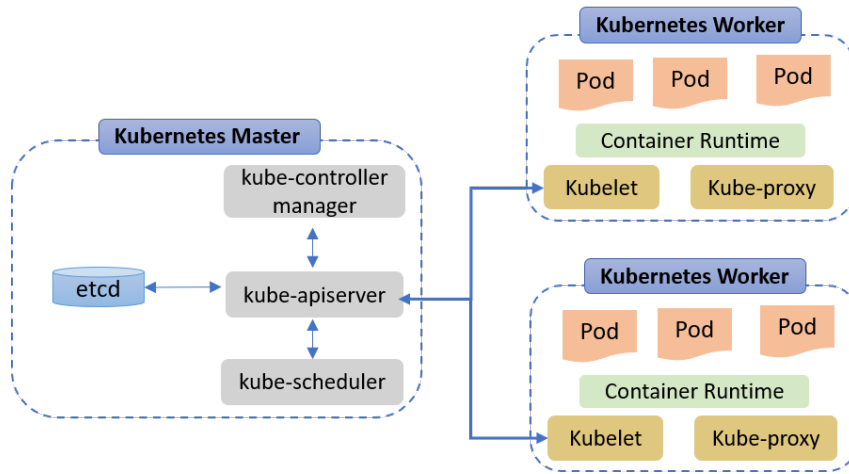 Kubernetes Master
kube-controller
manager
etcd
kube-apiserver
kube-scheduler
Kubernetes Worker
Pod
Pod
Pod
Container Runtime
Kubelet
Kube-proxy
Kubernetes Worker
Pod
Pod
Pod
Container Runtime
Kubelet
Kube-proxy